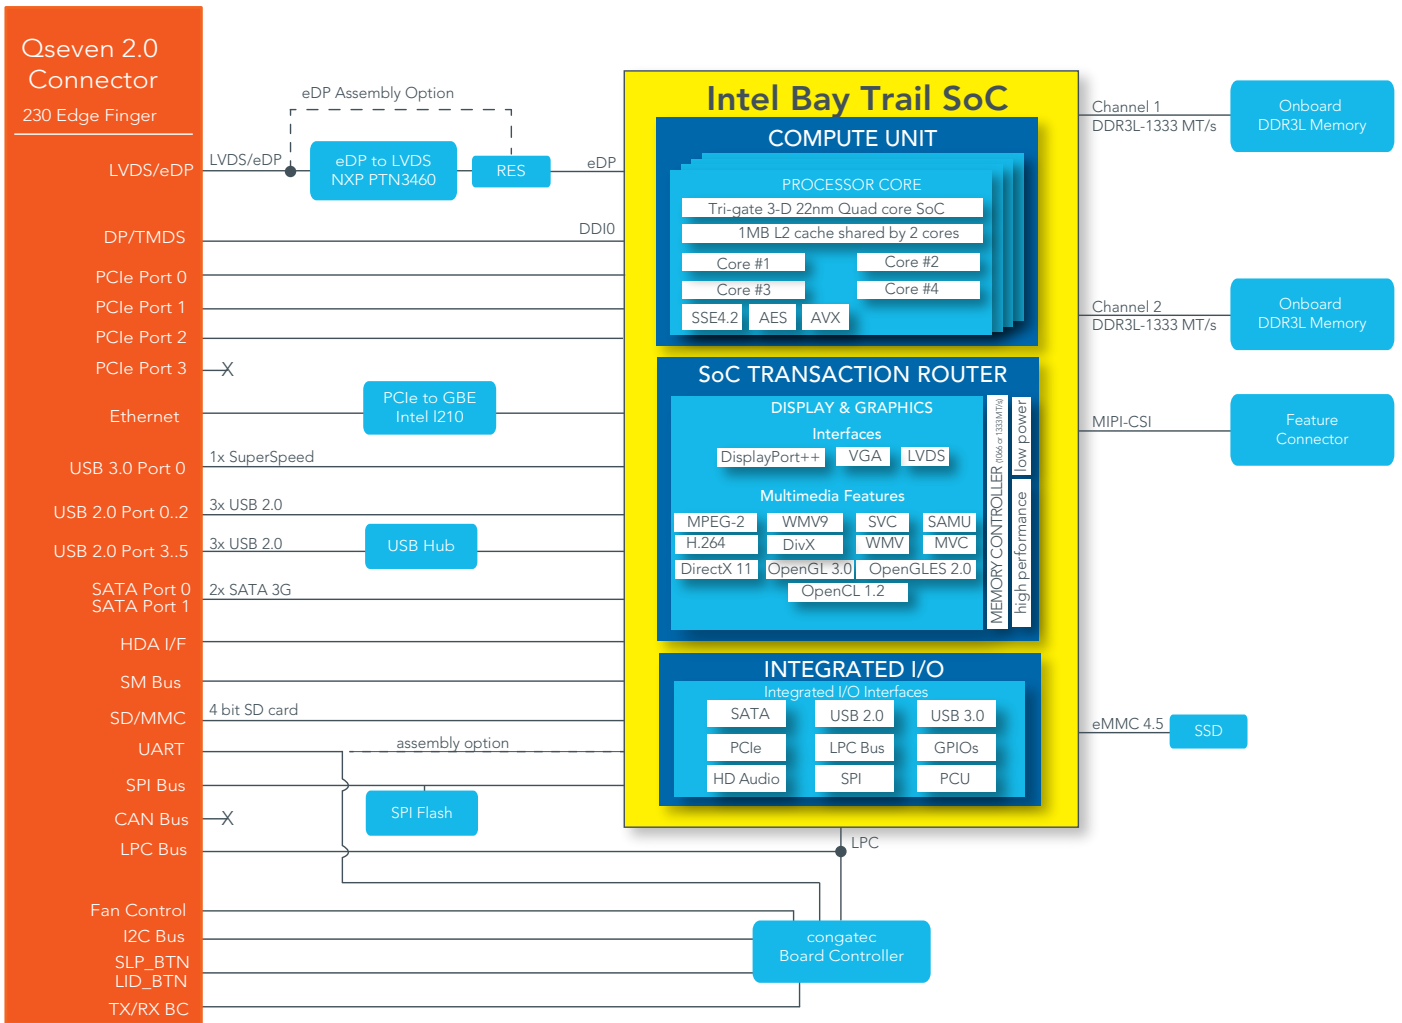 Qseven 2.0
Connector
230 Edge Finger
LVDS/eDP
DP/TMDS
PCIe Port 0
PCIe Port 1
PCIe Port 2
PCIe Port 3
Ethernet
USB 3.0 Port 0
USB 2.0 Port 0..2
USB 2.0 Port 3..5
SATA Port 0
SATA Port 1
HDA I/F
SM Bus
SD/MMC
UART
SPI Bus
CAN Bus
LPC Bus
Fan Control
I2C Bus
SLP_BTN
LID_BTN
TX/RX BC
eDP Assembly Option
LVDS/eDP
eDP to LVDS
NXP PTN3460
RES
eDP
DDI0
X
PCIe to GBE
Intel I210
1x SuperSpeed
3x USB 2.0
3x USB 2.0
USB Hub
2x SATA 3G
4 bit SD card
assembly option
SPI Flash
X
Intel Bay Trail SoC
COMPUTE UNIT
PROCESSOR CORE
Tri-gate 3-D 22nm Quad core SoC
1MB L2 cache shared by 2 cores
Core #1
Core #2
Core #3
Core #4
SSE4.2
AES
AVX
SoC TRANSACTION ROUTER
DISPLAY & GRAPHICS
Interfaces
DisplayPort++
VGA
LVDS
Multimedia Features
MPEG-2
WMV9
SVC
SAMU
H.264
DivX
WMV
MVC
DirectX 11
OpenGL 3.0
OpenGLES 2.0
OpenCL 1.2
MEMORY CONTROLLER (1066 or 1333MT/s)
low power
high performance
INTEGRATED I/O
Integrated I/O Interfaces
SATA
USB 2.0
USB 3.0
PCIe
LPC Bus
GPIOs
HD Audio
SPI
PCU
LPC
congatec
Board Controller
Channel 1
DDR3L-1333 MT/s
Onboard
DDR3L Memory
Channel 2
DDR3L-1333 MT/s
Onboard
DDR3L Memory
MIPI-CSI
Feature
Connector
eMMC 4.5
SSD